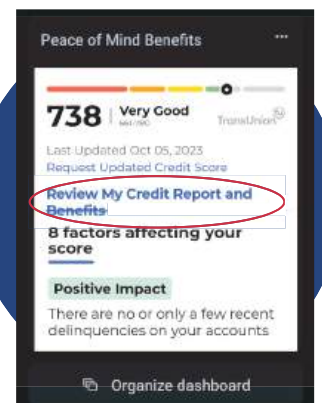 Peace of Mind Benefits ...
738 | Very Good
TransUnion
Last Updated Oct 05, 2023
Request Updated Credit Score
Review My Credit Report and
Benefits
8 factors affecting your
score
Positive Impact
There are no or only a few recent
delinquencies on your accounts
Organize dashboard